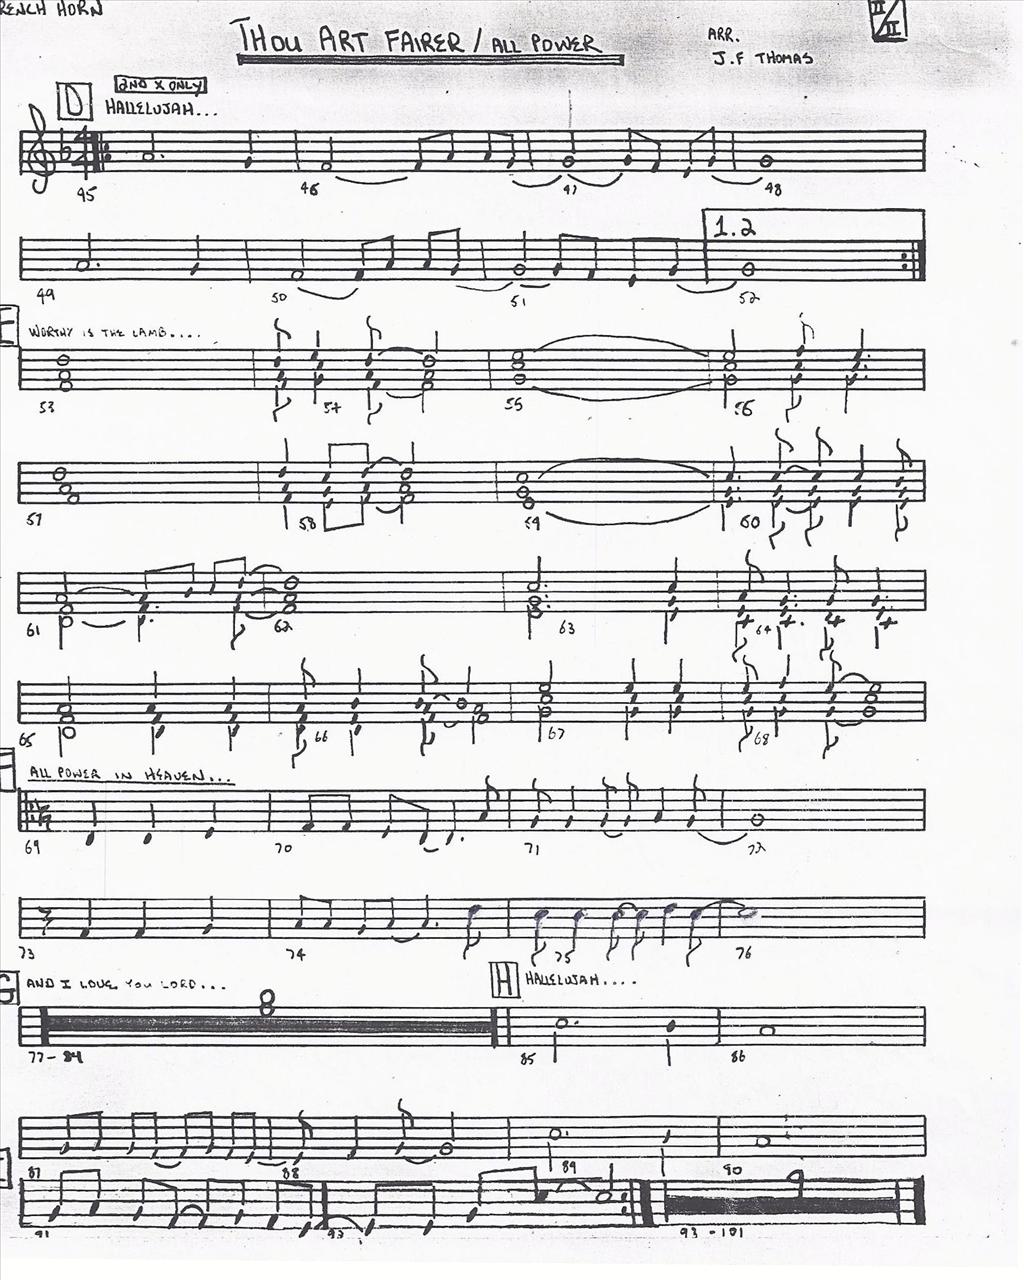 RENCH HORN
II/II
THOU ART FAIRER / ALL POWER
ARR.
J.F THOMAS
D
2ND X ONLY
HALLELUJAH...
45 46 47 48
1.2
49 50 51 52
E
WORTHY IS THE LAMB....
53 57 55 56
57 58 59 60
61 62 63 64
65 66 67 68
F
ALL POWER IN HEAVEN...
69 70 71 72
73 74 75 76
G
AND I LOVE YOU LORD...
8
H
HALLELUJAH....
77-84 85 86
87 88 89 90
9
91 92 93-101